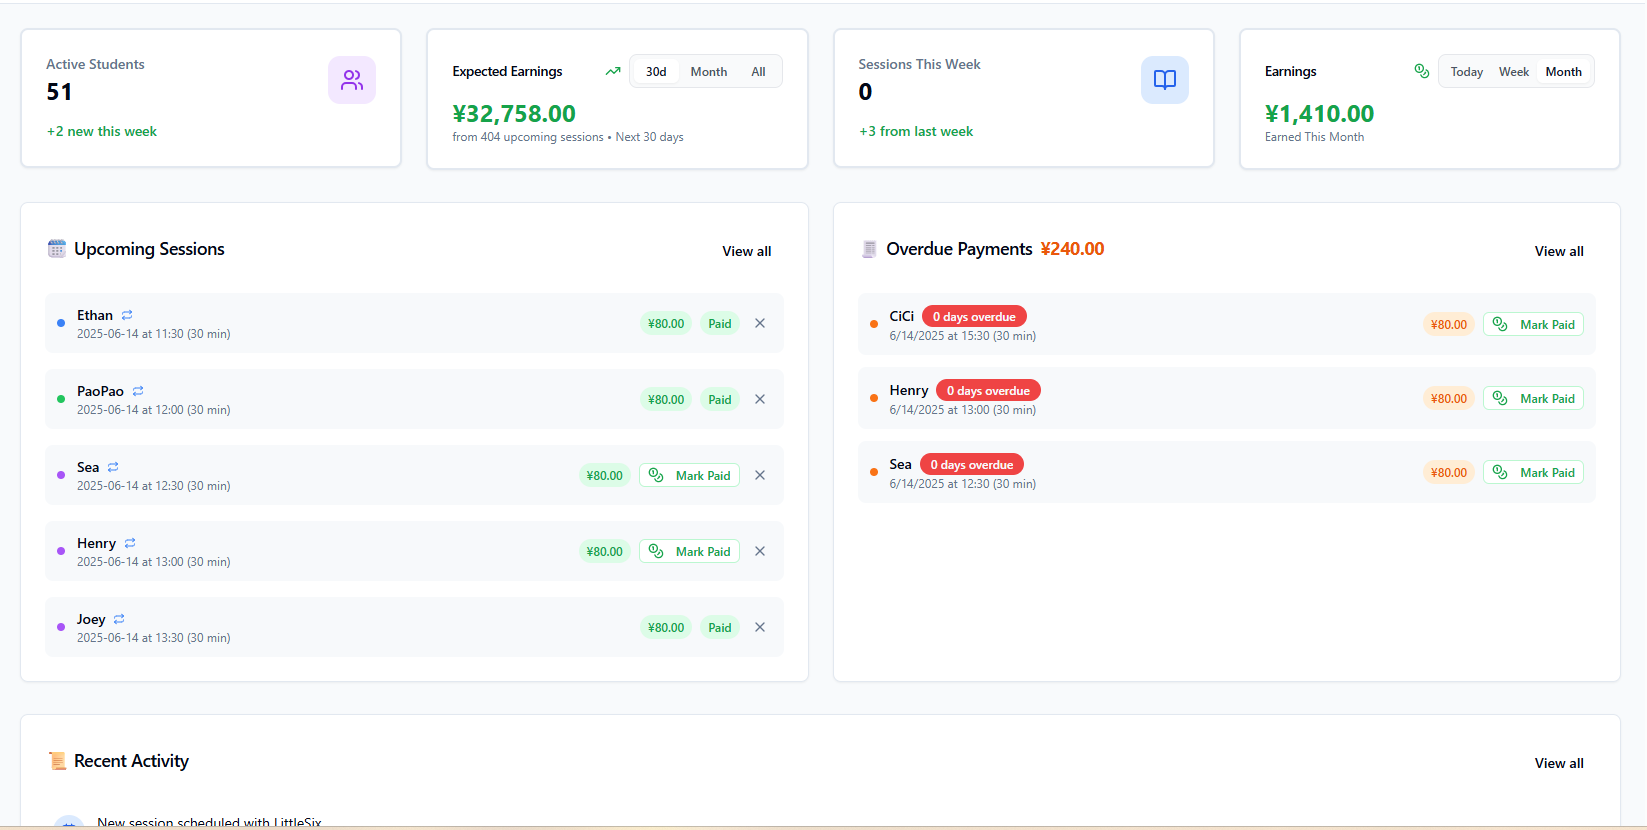 Active Students
51
+2 new this week
Expected Earnings
30d Month All
¥32,758.00
from 404 upcoming sessions • Next 30 days
Sessions This Week
0
+3 from last week
Earnings
Today Week Month
¥1,410.00
Earned This Month
Upcoming Sessions
View all
Ethan
2025-06-14 at 11:30 (30 min)
¥80.00 Paid
PaoPao
2025-06-14 at 12:00 (30 min)
¥80.00 Paid
Sea
2025-06-14 at 12:30 (30 min)
¥80.00 Mark Paid
Henry
2025-06-14 at 13:00 (30 min)
¥80.00 Mark Paid
Joey
2025-06-14 at 13:30 (30 min)
¥80.00 Paid
Overdue Payments ¥240.00
View all
CiCi 0 days overdue
6/14/2025 at 15:30 (30 min)
¥80.00 Mark Paid
Henry 0 days overdue
6/14/2025 at 13:00 (30 min)
¥80.00 Mark Paid
Sea 0 days overdue
6/14/2025 at 12:30 (30 min)
¥80.00 Mark Paid
Recent Activity
View all
New session scheduled with LittleSix